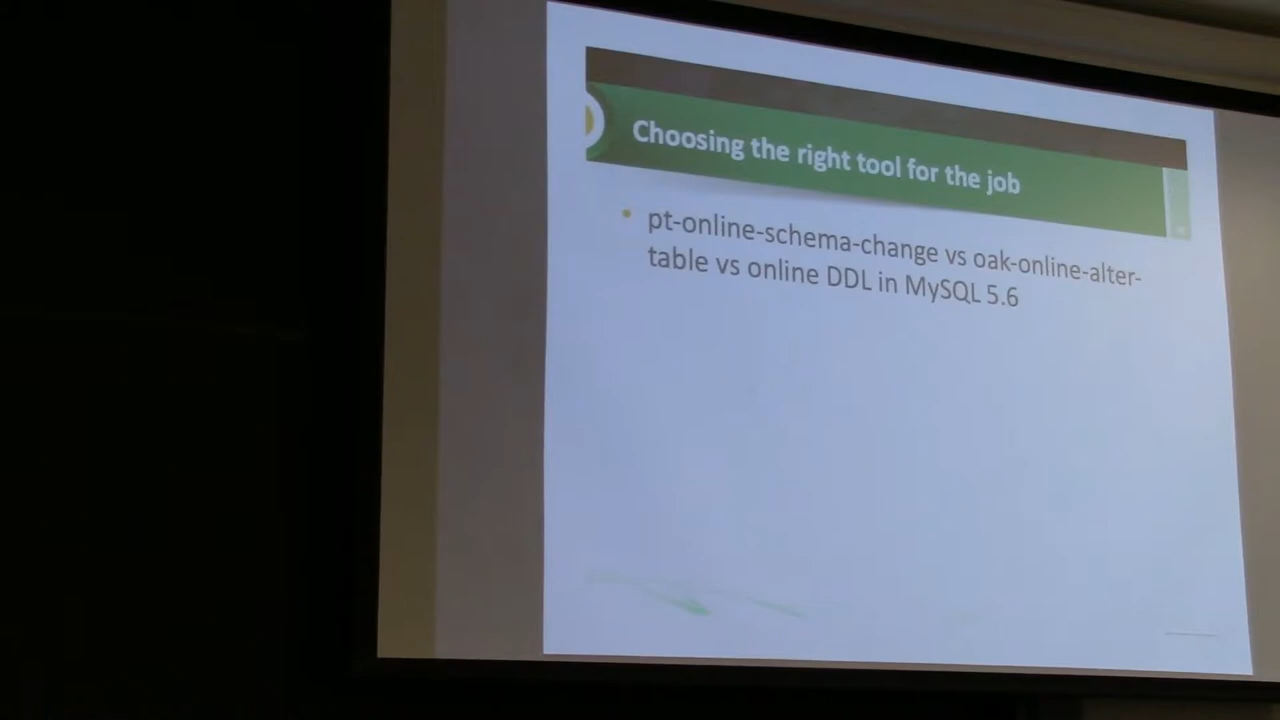 Choosing the right tool for the job
• pt-online-schema-change vs oak-online-alter-
table vs online DDL in MySQL 5.6